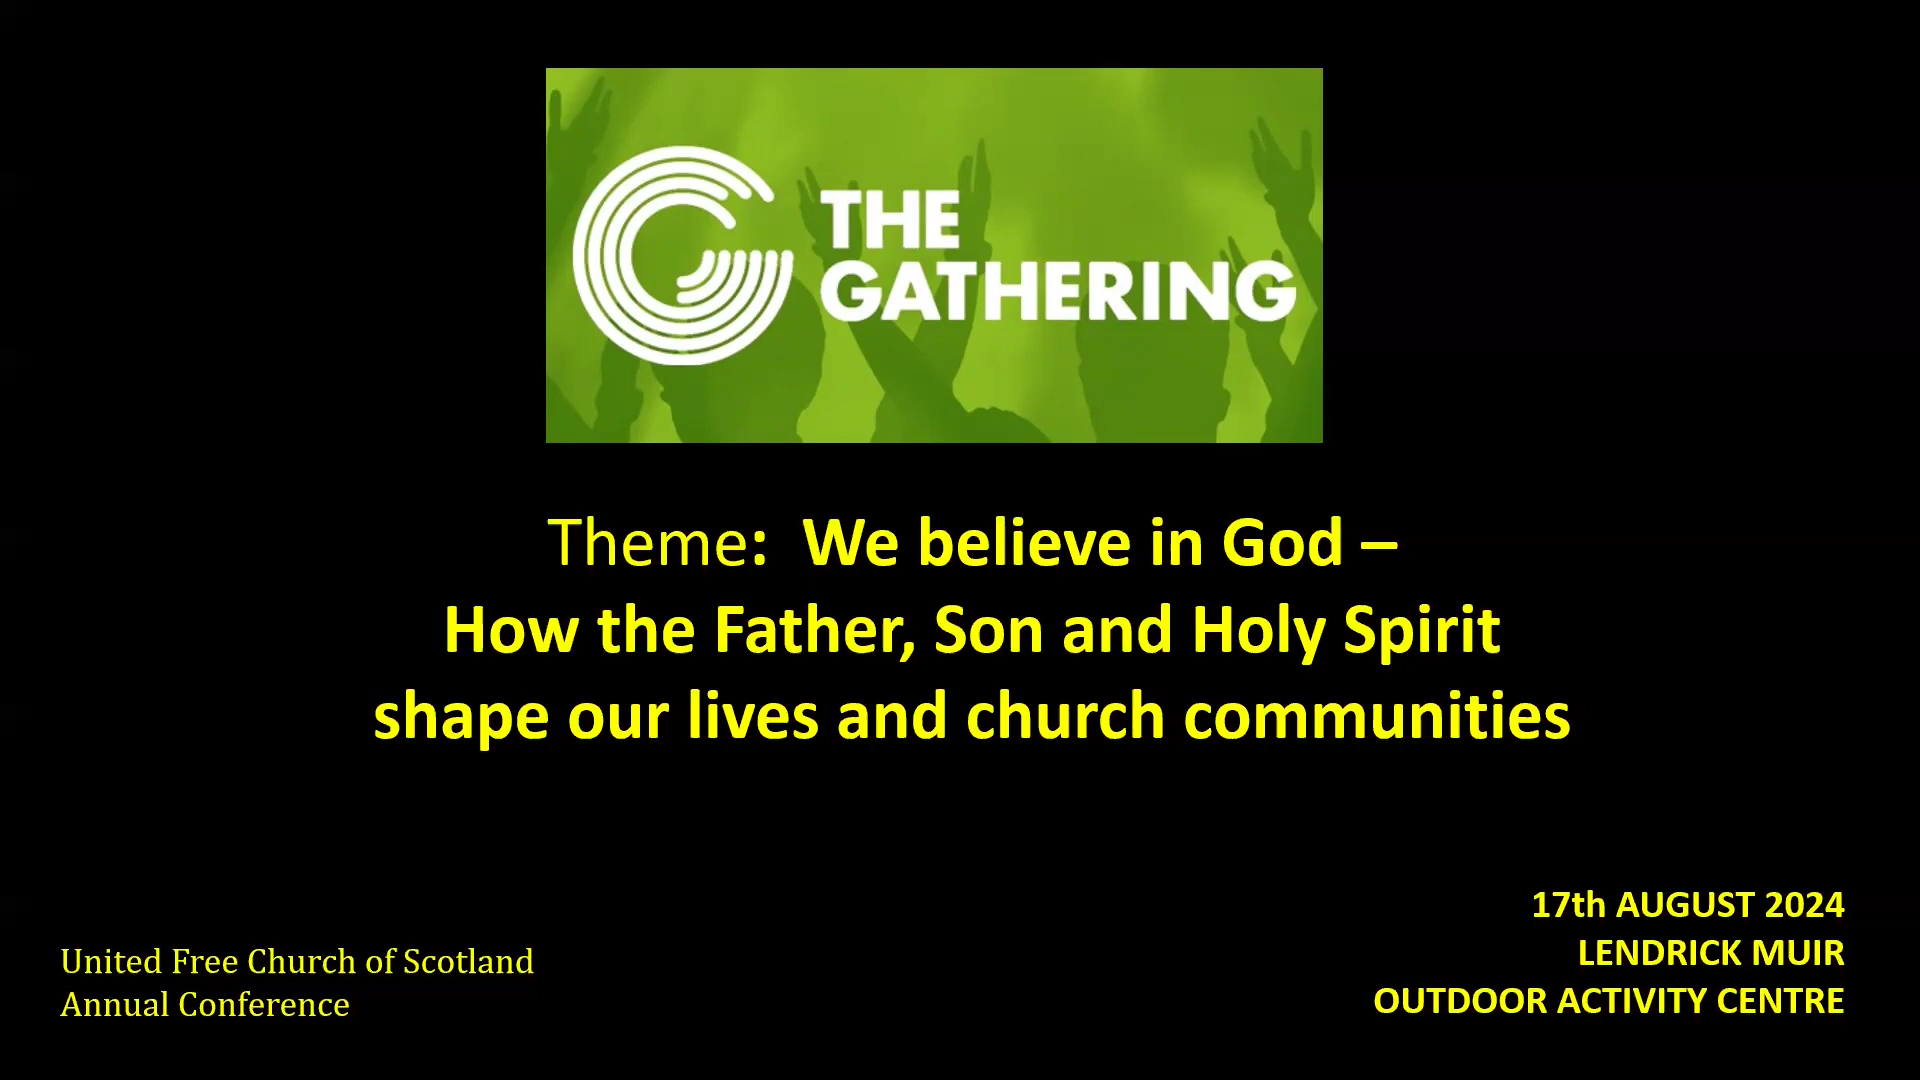 THE
GATHERING
Theme:  We believe in God –
How the Father, Son and Holy Spirit
shape our lives and church communities
United Free Church of Scotland
Annual Conference
17th AUGUST 2024
LENDRICK MUIR
OUTDOOR ACTIVITY CENTRE